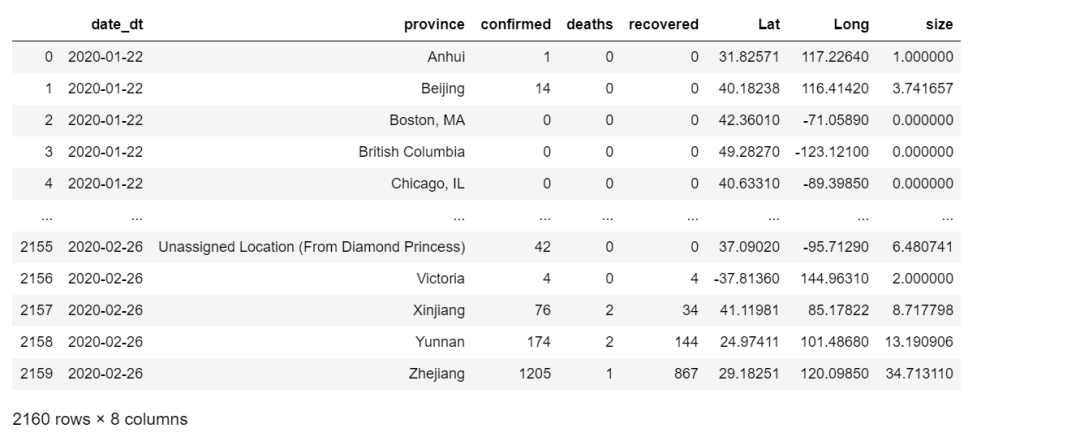 date_dt province confirmed deaths recovered Lat Long size
0 2020-01-22 Anhui 1 0 0 31.82571 117.22640 1.000000
1 2020-01-22 Beijing 14 0 0 40.18238 116.41420 3.741657
2 2020-01-22 Boston, MA 0 0 0 42.36010 -71.05890 0.000000
3 2020-01-22 British Columbia 0 0 0 49.28270 -123.12100 0.000000
4 2020-01-22 Chicago, IL 0 0 0 40.63310 -89.39850 0.000000
... ... ... ... ... ... ... ... ...
2155 2020-02-26 Unassigned Location (From Diamond Princess) 42 0 0 37.09020 -95.71290 6.480741
2156 2020-02-26 Victoria 4 0 4 -37.81360 144.96310 2.000000
2157 2020-02-26 Xinjiang 76 2 34 41.11981 85.17822 8.717798
2158 2020-02-26 Yunnan 174 2 144 24.97411 101.48680 13.190906
2159 2020-02-26 Zhejiang 1205 1 867 29.18251 120.09850 34.713110
2160 rows × 8 columns